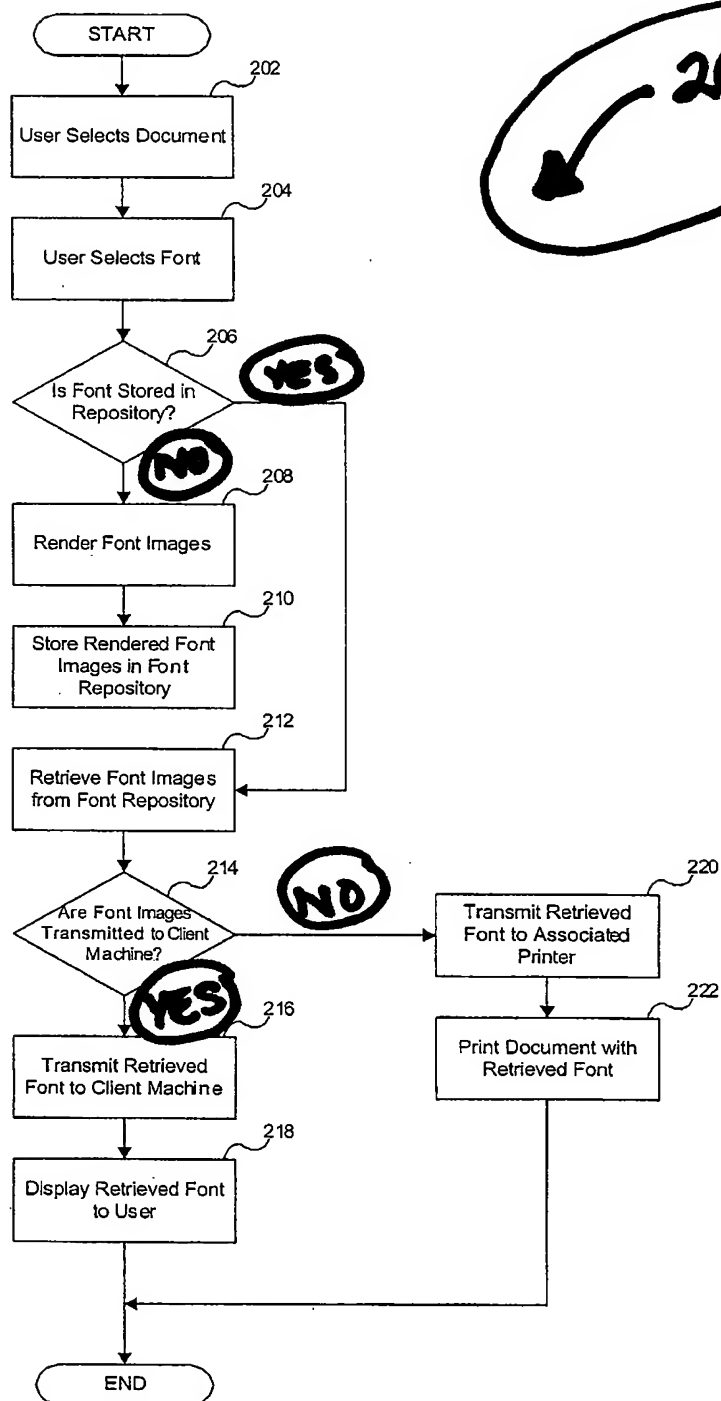 START
202
User Selects Document
204
User Selects Font
206
Is Font Stored in
Repository?
YES
NO
208
Render Font Images
210
Store Rendered Font
Images in Font
Repository
212
Retrieve Font Images
from Font Repository
214
Are Font Images
Transmitted to Client
Machine?
NO
YES
220
Transmit Retrieved
Font to Associated
Printer
216
Transmit Retrieved
Font to Client Machine
222
Print Document with
Retrieved Font
218
Display Retrieved Font
to User
END